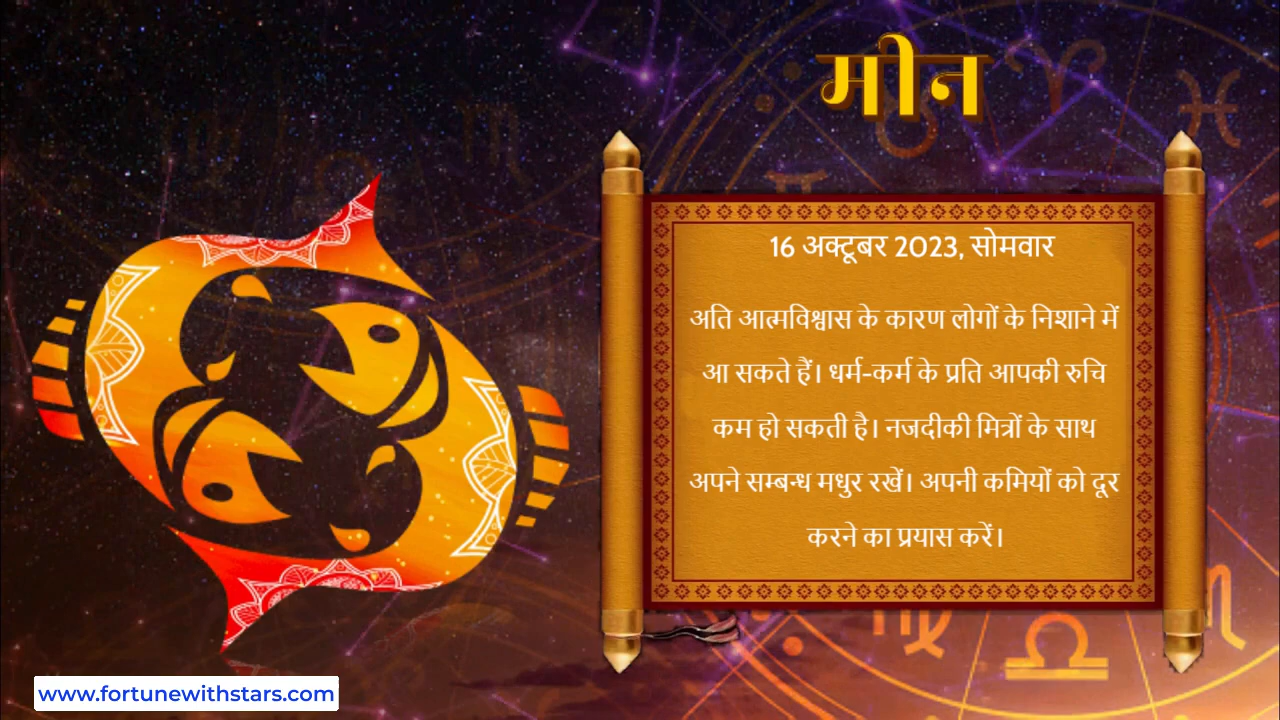 मीन
16 अक्टूबर 2023, सोमवार
अति आत्मविश्वास के कारण लोगों के निशाने में
आ सकते हैं। धर्म-कर्म के प्रति आपकी रुचि
कम हो सकती है। नजदीकी मित्रों के साथ
अपने सम्बन्ध मधुर रखें। अपनी कमियों को दूर
करने का प्रयास करें।
www.fortunewithstars.com